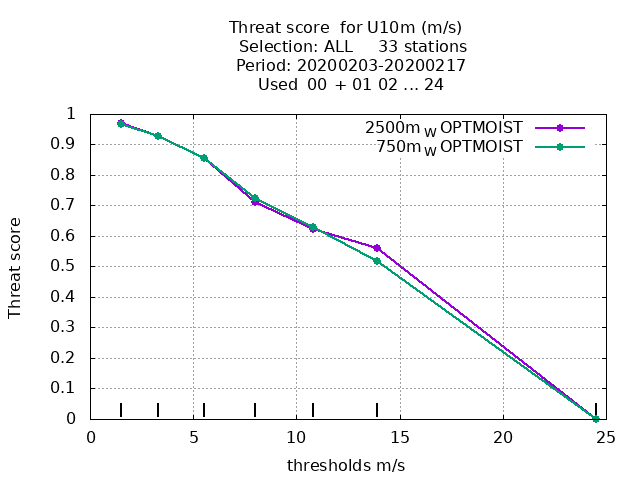 Threat score  for U10m (m/s)
Selection: ALL     33 stations
Period: 20200203-20200217
Used  00  + 01 02 ... 24
2500m W OPTMOIST
750m W OPTMOIST
1
0.9
0.8
0.7
0.6
0.5
0.4
0.3
0.2
0.1
0
Threat score
0 5 10 15 20 25
thresholds m/s